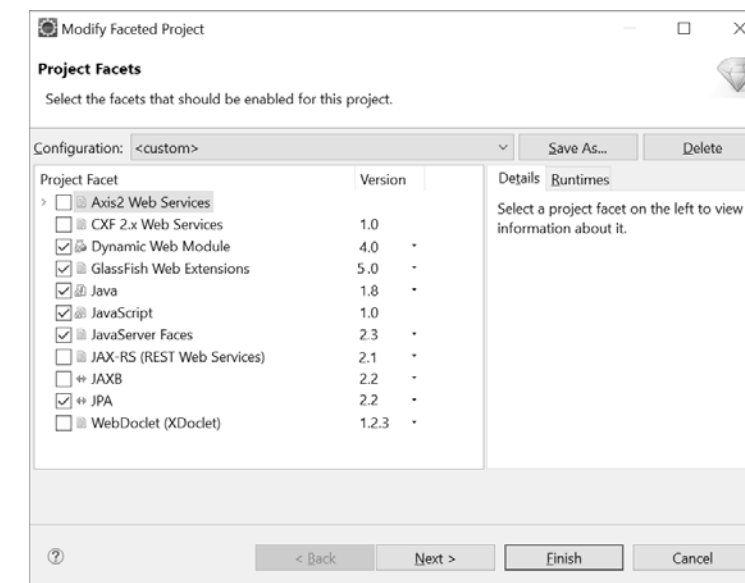 Modify Faceted Project
Project Facets
Select the facets that should be enabled for this project.
Configuration: <custom> Save As... Delete
Project Facet Version
Axis2 Web Services
CXF 2.x Web Services 1.0
Dynamic Web Module 4.0
GlassFish Web Extensions 5.0
Java 1.8
JavaScript 1.0
JavaServer Faces 2.3
JAX-RS (REST Web Services) 2.1
JAXB 2.2
JPA 2.2
WebDoclet (XDoclet) 1.2.3
Details Runtimes
Select a project facet on the left to view
information about it.
< Back Next > Finish Cancel